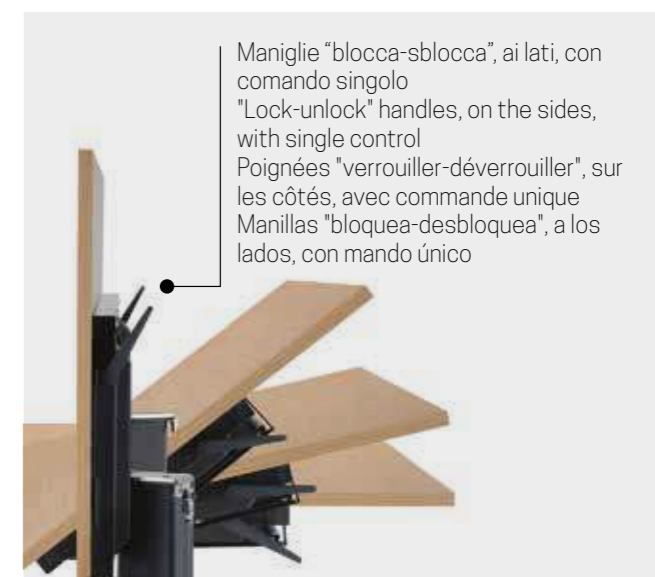 Maniglie “blocca-sblocca”, ai lati, con
comando singolo
"Lock-unlock" handles, on the sides,
with single control
Poignées "verrouiller-déverrouiller", sur
les côtés, avec commande unique
Manillas "bloquea-desbloquea", a los
lados, con mando único